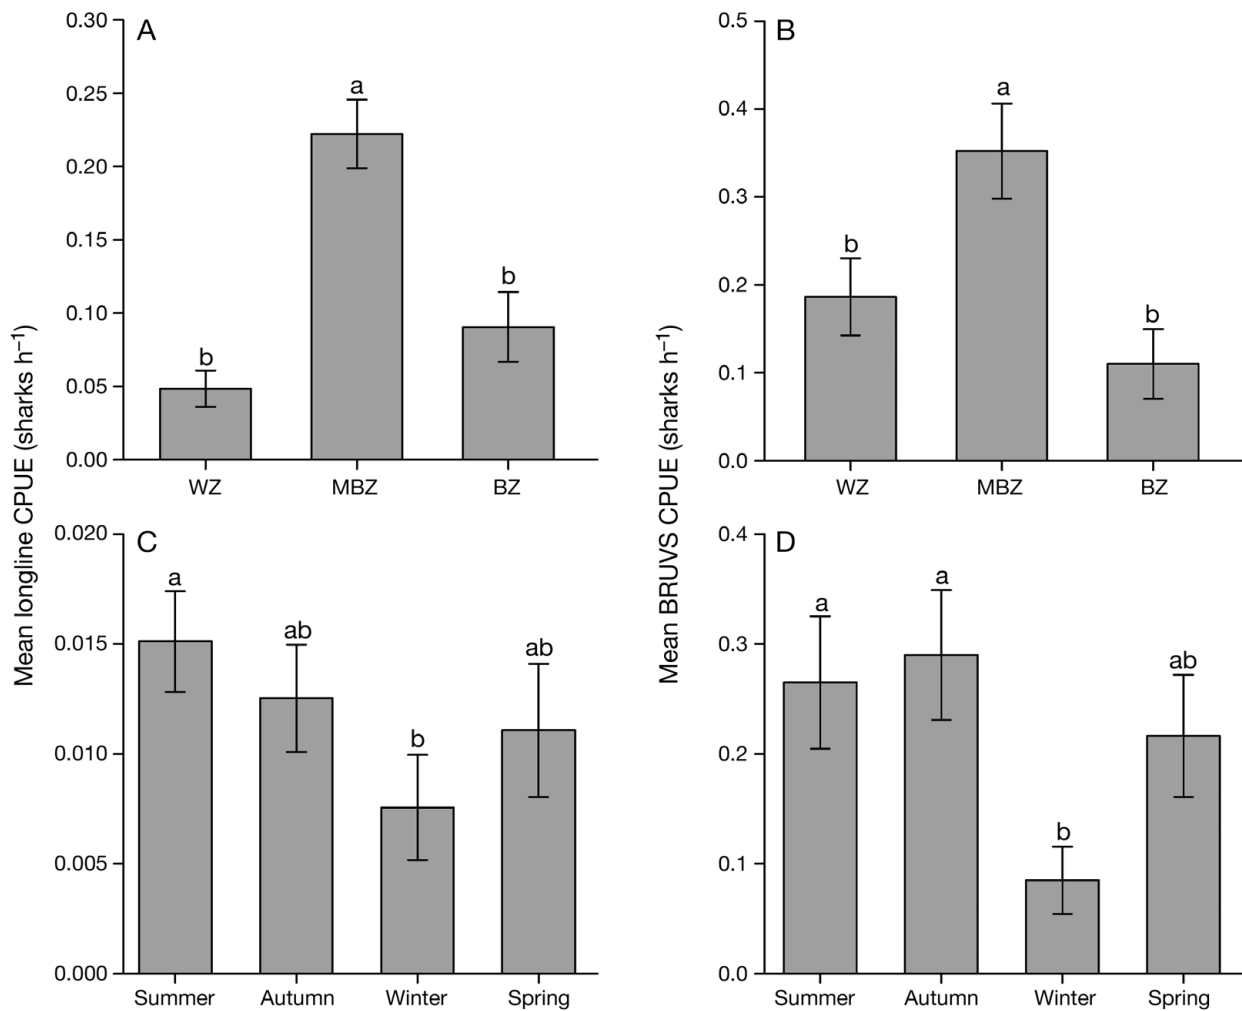 A
0.30
0.25
0.20
0.15
0.10
0.05
0.00
b
a
b
WZ
MBZ
BZ
B
0.5
0.4
0.3
0.2
0.1
0.0
b
a
b
WZ
MBZ
BZ
Mean longline CPUE (sharks h–1)
Mean BRUVS CPUE (sharks h–1)
C
0.020
0.015
0.010
0.005
0.000
a
ab
b
ab
Summer
Autumn
Winter
Spring
D
0.4
0.3
0.2
0.1
0.0
a
a
b
ab
Summer
Autumn
Winter
Spring